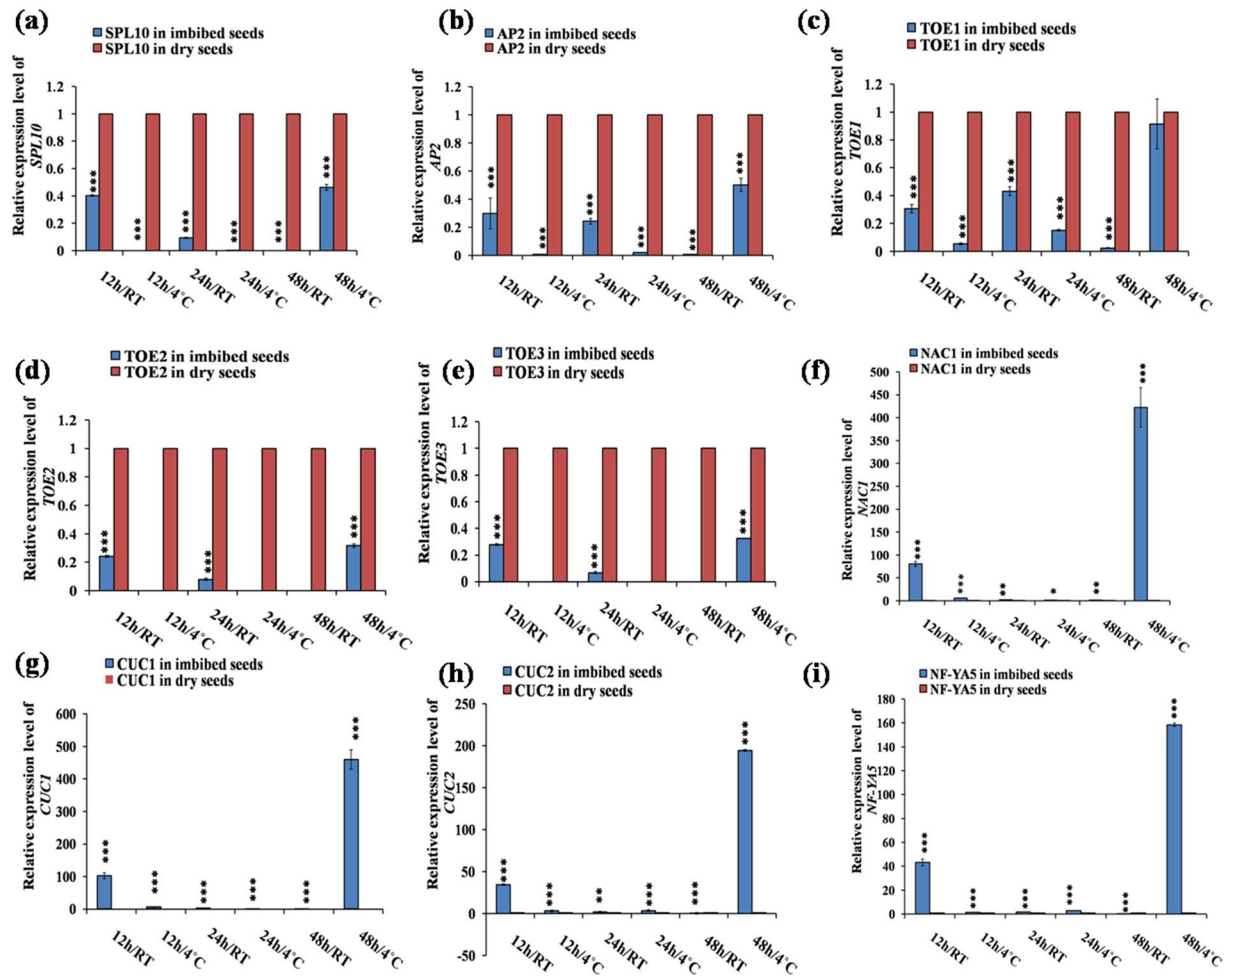 (a)
SPL10 in imbibed seeds
SPL10 in dry seeds
Relative expression level of
SPL10
1.2
1
0.8
0.6
0.4
0.2
0
***
***
***
***
***
***
12h/RT
12h/4°C
24h/RT
24h/4°C
48h/RT
48h/4°C
(b)
AP2 in imbibed seeds
AP2 in dry seeds
Relative expression level of
AP2
1.2
1
0.8
0.6
0.4
0.2
0
***
***
***
***
***
***
12h/RT
12h/4°C
24h/RT
24h/4°C
48h/RT
48h/4°C
(c)
TOE1 in imbibed seeds
TOE1 in dry seeds
Relative expression level of
TOE1
1.2
1
0.8
0.6
0.4
0.2
0
***
***
***
***
***
12h/RT
12h/4°C
24h/RT
24h/4°C
48h/RT
48h/4°C
(d)
TOE2 in imbibed seeds
TOE2 in dry seeds
Relative expression level of
TOE2
1.2
1
0.8
0.6
0.4
0.2
0
***
***
***
12h/RT
12h/4°C
24h/RT
24h/4°C
48h/RT
48h/4°C
(e)
TOE3 in imbibed seeds
TOE3 in dry seeds
Relative expression level of
TOE3
1.2
1
0.8
0.6
0.4
0.2
0
***
***
***
12h/RT
12h/4°C
24h/RT
24h/4°C
48h/RT
48h/4°C
(f)
NAC1 in imbibed seeds
NAC1 in dry seeds
Relative expression level of
NAC1
500
450
400
350
300
250
200
150
100
50
0
***
***
**
*
**
***
12h/RT
12h/4°C
24h/RT
24h/4°C
48h/RT
48h/4°C
(g)
CUC1 in imbibed seeds
CUC1 in dry seeds
Relative expression level of
CUC1
600
500
400
300
200
100
0
***
***
***
***
***
***
12h/RT
12h/4°C
24h/RT
24h/4°C
48h/RT
48h/4°C
(h)
CUC2 in imbibed seeds
CUC2 in dry seeds
Relative expression level of
CUC2
250
200
150
100
50
0
-50
***
***
**
***
***
***
12h/RT
12h/4°C
24h/RT
24h/4°C
48h/RT
48h/4°C
(i)
NF-YA5 in imbibed seeds
NF-YA5 in dry seeds
Relative expression level of
NF-YA5
180
160
140
120
100
80
60
40
20
0
***
***
***
***
***
***
12h/RT
12h/4°C
24h/RT
24h/4°C
48h/RT
48h/4°C